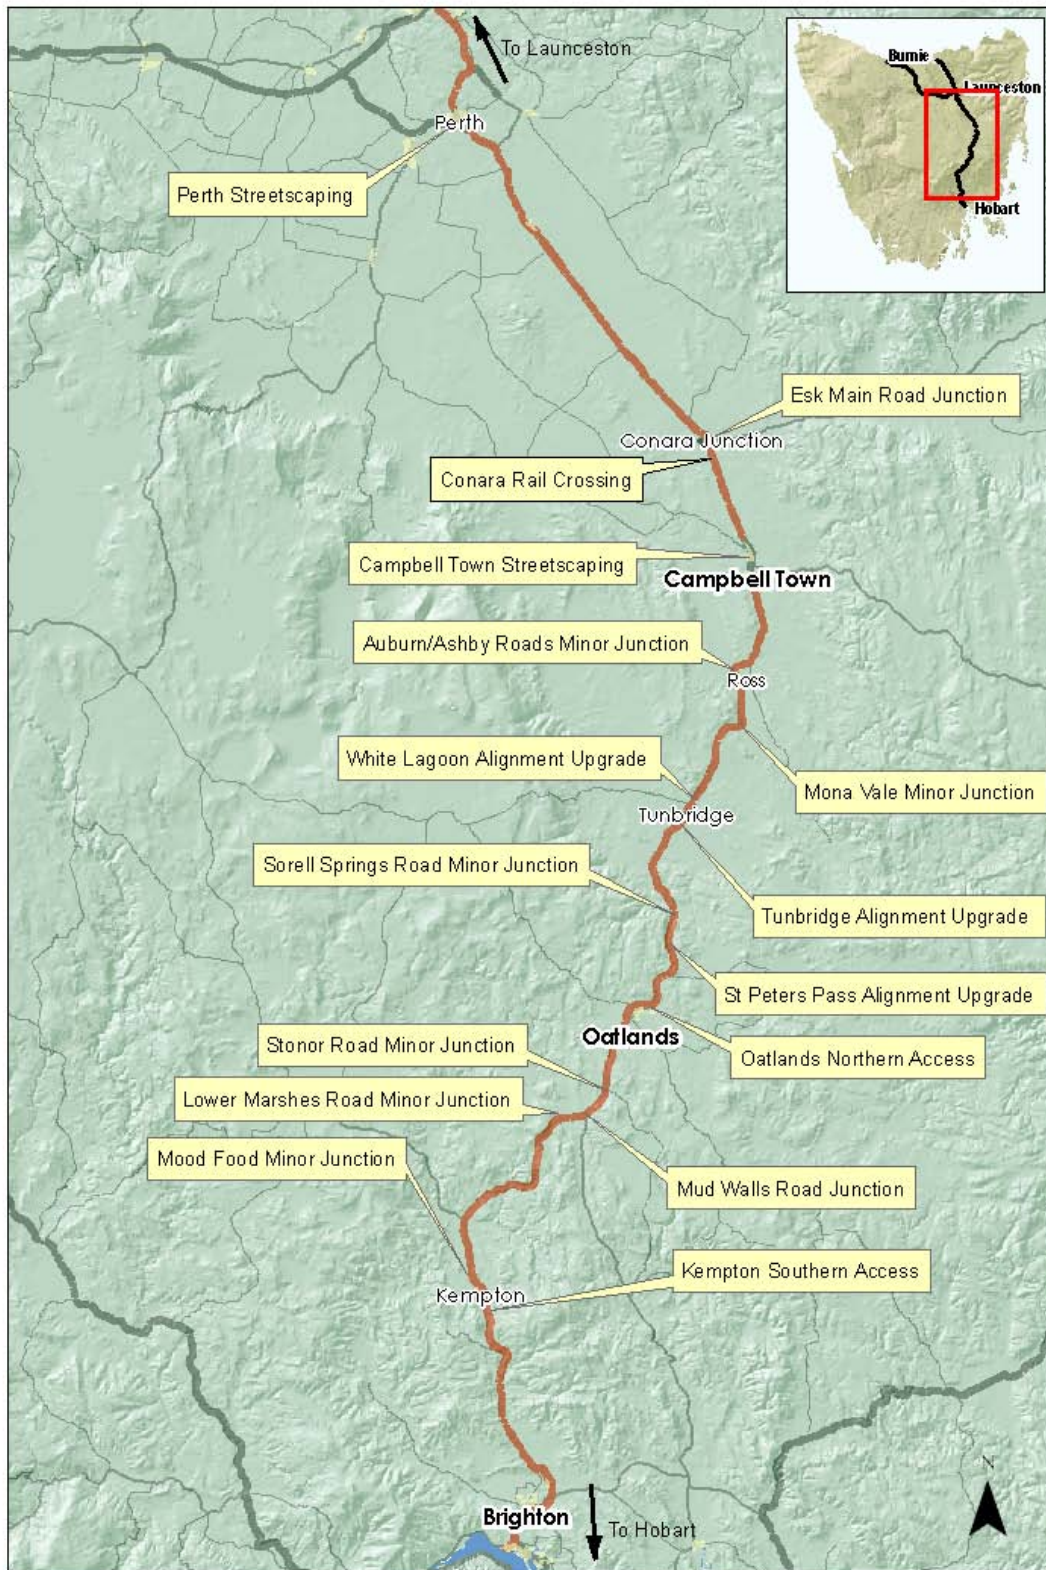 To Launceston
Burnie
Launceston
Hobart
Perth
Perth Streetscaping
Esk Main Road Junction
Conara Junction
Conara Rail Crossing
Campbell Town Streetscaping
Campbell Town
Auburn/Ashby Roads Minor Junction
Ross
White Lagoon Alignment Upgrade
Mona Vale Minor Junction
Tunbridge
Sorell Springs Road Minor Junction
Tunbridge Alignment Upgrade
St Peters Pass Alignment Upgrade
Oatlands
Stonor Road Minor Junction
Oatlands Northern Access
Lower Marshes Road Minor Junction
Mood Food Minor Junction
Mud Walls Road Junction
Kempton Southern Access
Kempton
N
Brighton
To Hobart